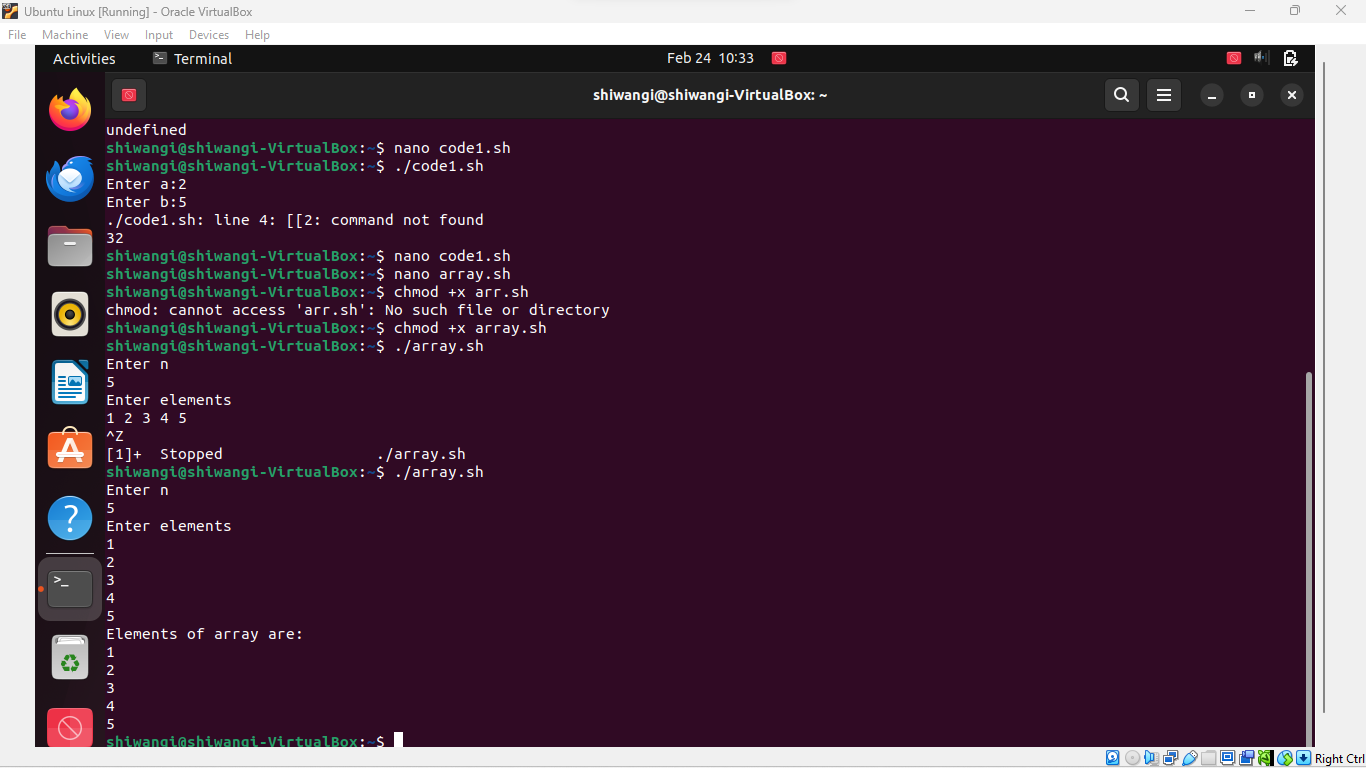 Ubuntu Linux [Running] - Oracle VirtualBox
File Machine View Input Devices Help
Activities Terminal Feb 24 10:33
shiwangi@shiwangi-VirtualBox: ~
undefined
shiwangi@shiwangi-VirtualBox:~$ nano code1.sh
shiwangi@shiwangi-VirtualBox:~$ ./code1.sh
Enter a:2
Enter b:5
./code1.sh: line 4: [[2: command not found
32
shiwangi@shiwangi-VirtualBox:~$ nano code1.sh
shiwangi@shiwangi-VirtualBox:~$ nano array.sh
shiwangi@shiwangi-VirtualBox:~$ chmod +x arr.sh
chmod: cannot access 'arr.sh': No such file or directory
shiwangi@shiwangi-VirtualBox:~$ chmod +x array.sh
shiwangi@shiwangi-VirtualBox:~$ ./array.sh
Enter n
5
Enter elements
1 2 3 4 5
^Z
[1]+  Stopped                 ./array.sh
shiwangi@shiwangi-VirtualBox:~$ ./array.sh
Enter n
5
Enter elements
1
2
3
4
5
Elements of array are:
1
2
3
4
5
shiwangi@shiwangi-VirtualBox:~$
Right Ctrl